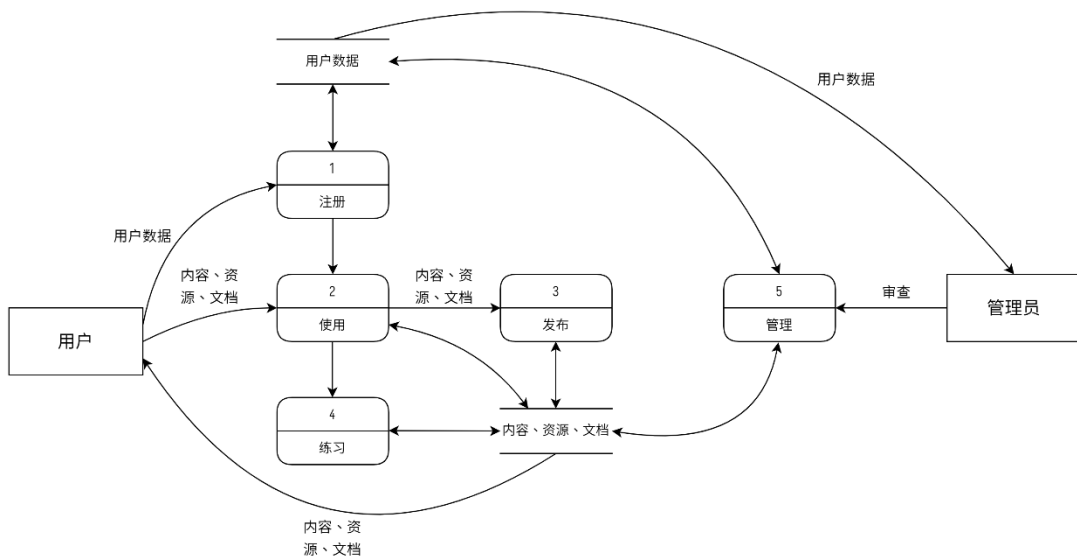 用户数据
用户数据
1
注册
用户数据
内容、资
源、文档
内容、资
源、文档
2
使用
3
发布
5
管理
审查
管理员
用户
4
练习
内容、资源、文档
内容、资
源、文档